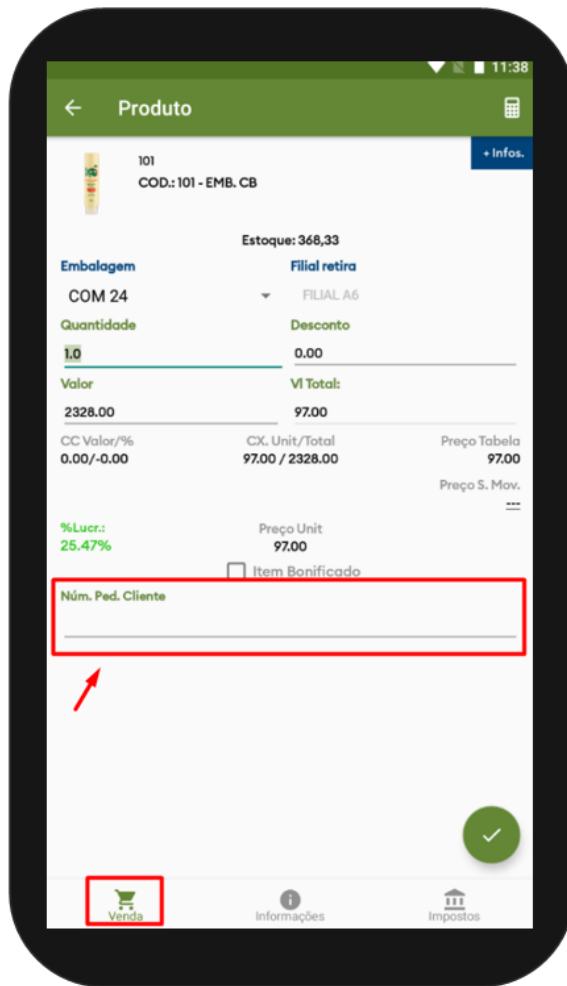 11:38
Produto
+ Infos.
101
COD.: 101 - EMB. CB
Estoque: 368,33
Embalagem Filial retira
COM 24 FILIAL A6
Quantidade Desconto
1.0 0.00
Valor Vl Total:
2328.00 97.00
CC Valor/% CX. Unit/Total Preço Tabela
0.00/-0.00 97.00 / 2328.00 97.00
Preço S. Mov.
---
%Lucr.: Preço Unit
25.47% 97.00
Item Bonificado
Núm. Ped. Cliente
Venda Informações Impostos